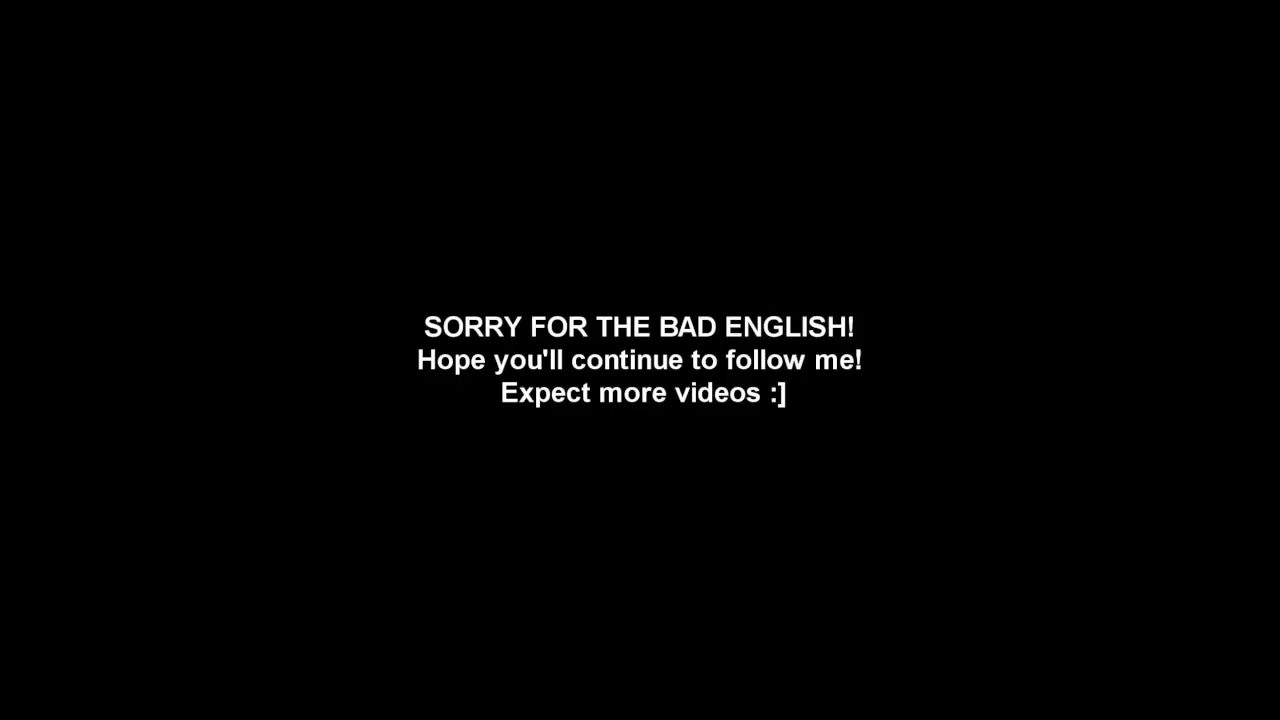 SORRY FOR THE BAD ENGLISH!
Hope you'll continue to follow me!
Expect more videos :]